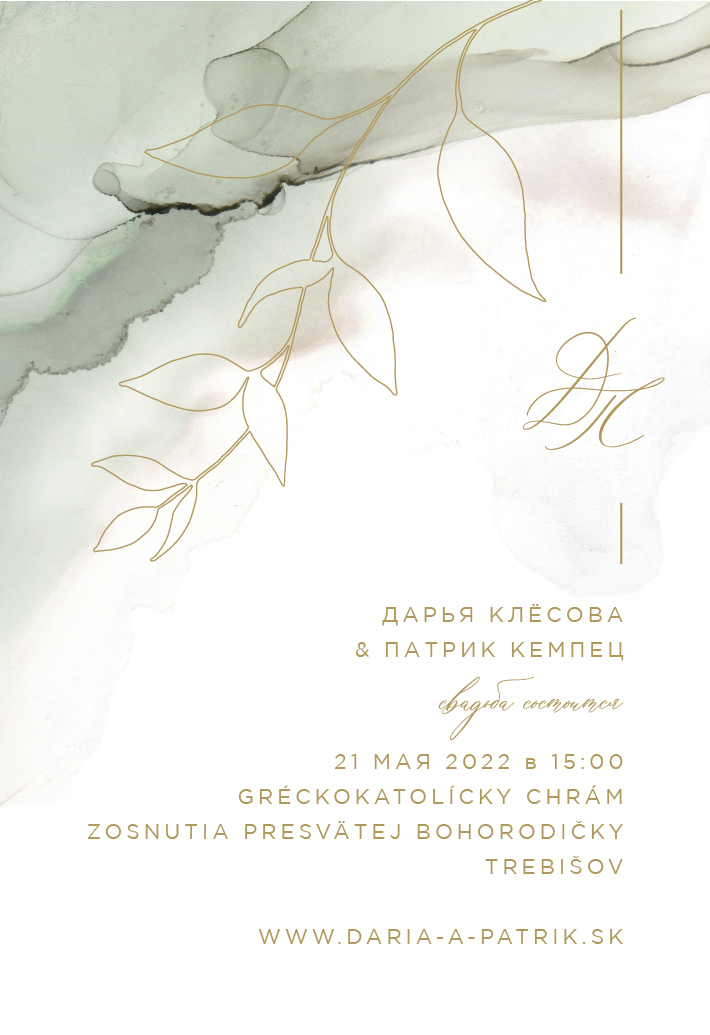 ДП
ДАРЬЯ КЛЁСОВА
& ПАТРИК КЕМПЕЦ
свадьба состоится
21 МАЯ 2022 в 15:00
GRÉCKOKATOLÍCKY CHRÁM
ZOSNUTIA PRESVÄTEJ BOHORODIČKY
TREBIŠOV
WWW.DARIA-A-PATRIK.SK